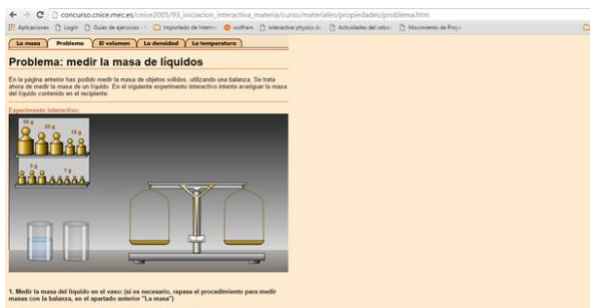 concurso.cnice.mec.es/cnice2005/93_iniciacion_interactiva_materia/curso/materiales/propiedades/problema.htm
Aplicaciones Login Guias de ejercicios Importado de Intern wolfram interactive physics Actividades del Movimiento de Proy
La masa Problema El volumen La densidad La temperatura
Problema: medir la masa de líquidos
En la página anterior has podido medir la masa de objetos sólidos, utilizando una balanza. Se trata
ahora de medir la masa de un líquido. En el siguiente experimento interactivo intenta averiguar la masa
del líquido contenido en el recipiente:
Experimento interactivo:
50 g 20 g 10 g
5 g 1 g
1. Medir la masa del líquido en el vaso: (si es necesario, repasa el procedimiento para medir
masas con la balanza, en el apartado anterior "La masa")